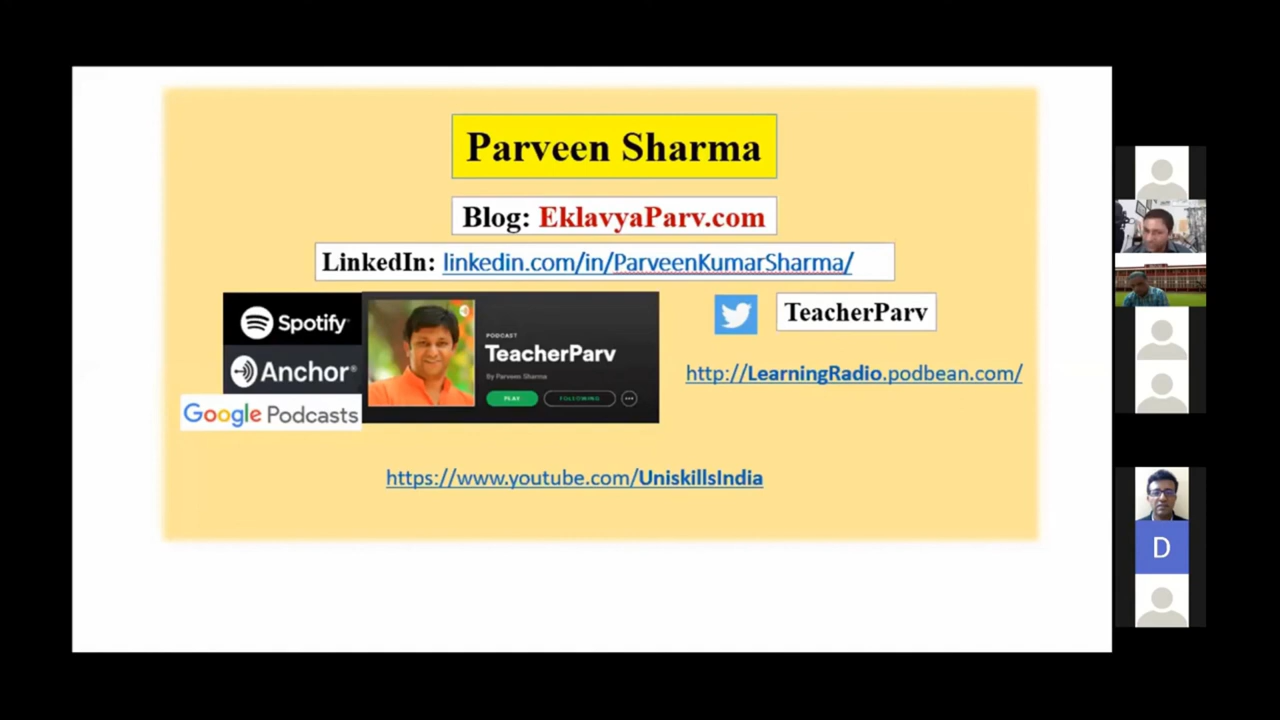 Parveen Sharma
Blog: EklavyaParv.com
LinkedIn: linkedin.com/in/ParveenKumarSharma/
Spotify
Anchor
Google Podcasts
PODCAST
TeacherParv
By Parveen Sharma
PLAY
FOLLOWING
TeacherParv
http://LearningRadio.podbean.com/
https://www.youtube.com/UniskillsIndia
D